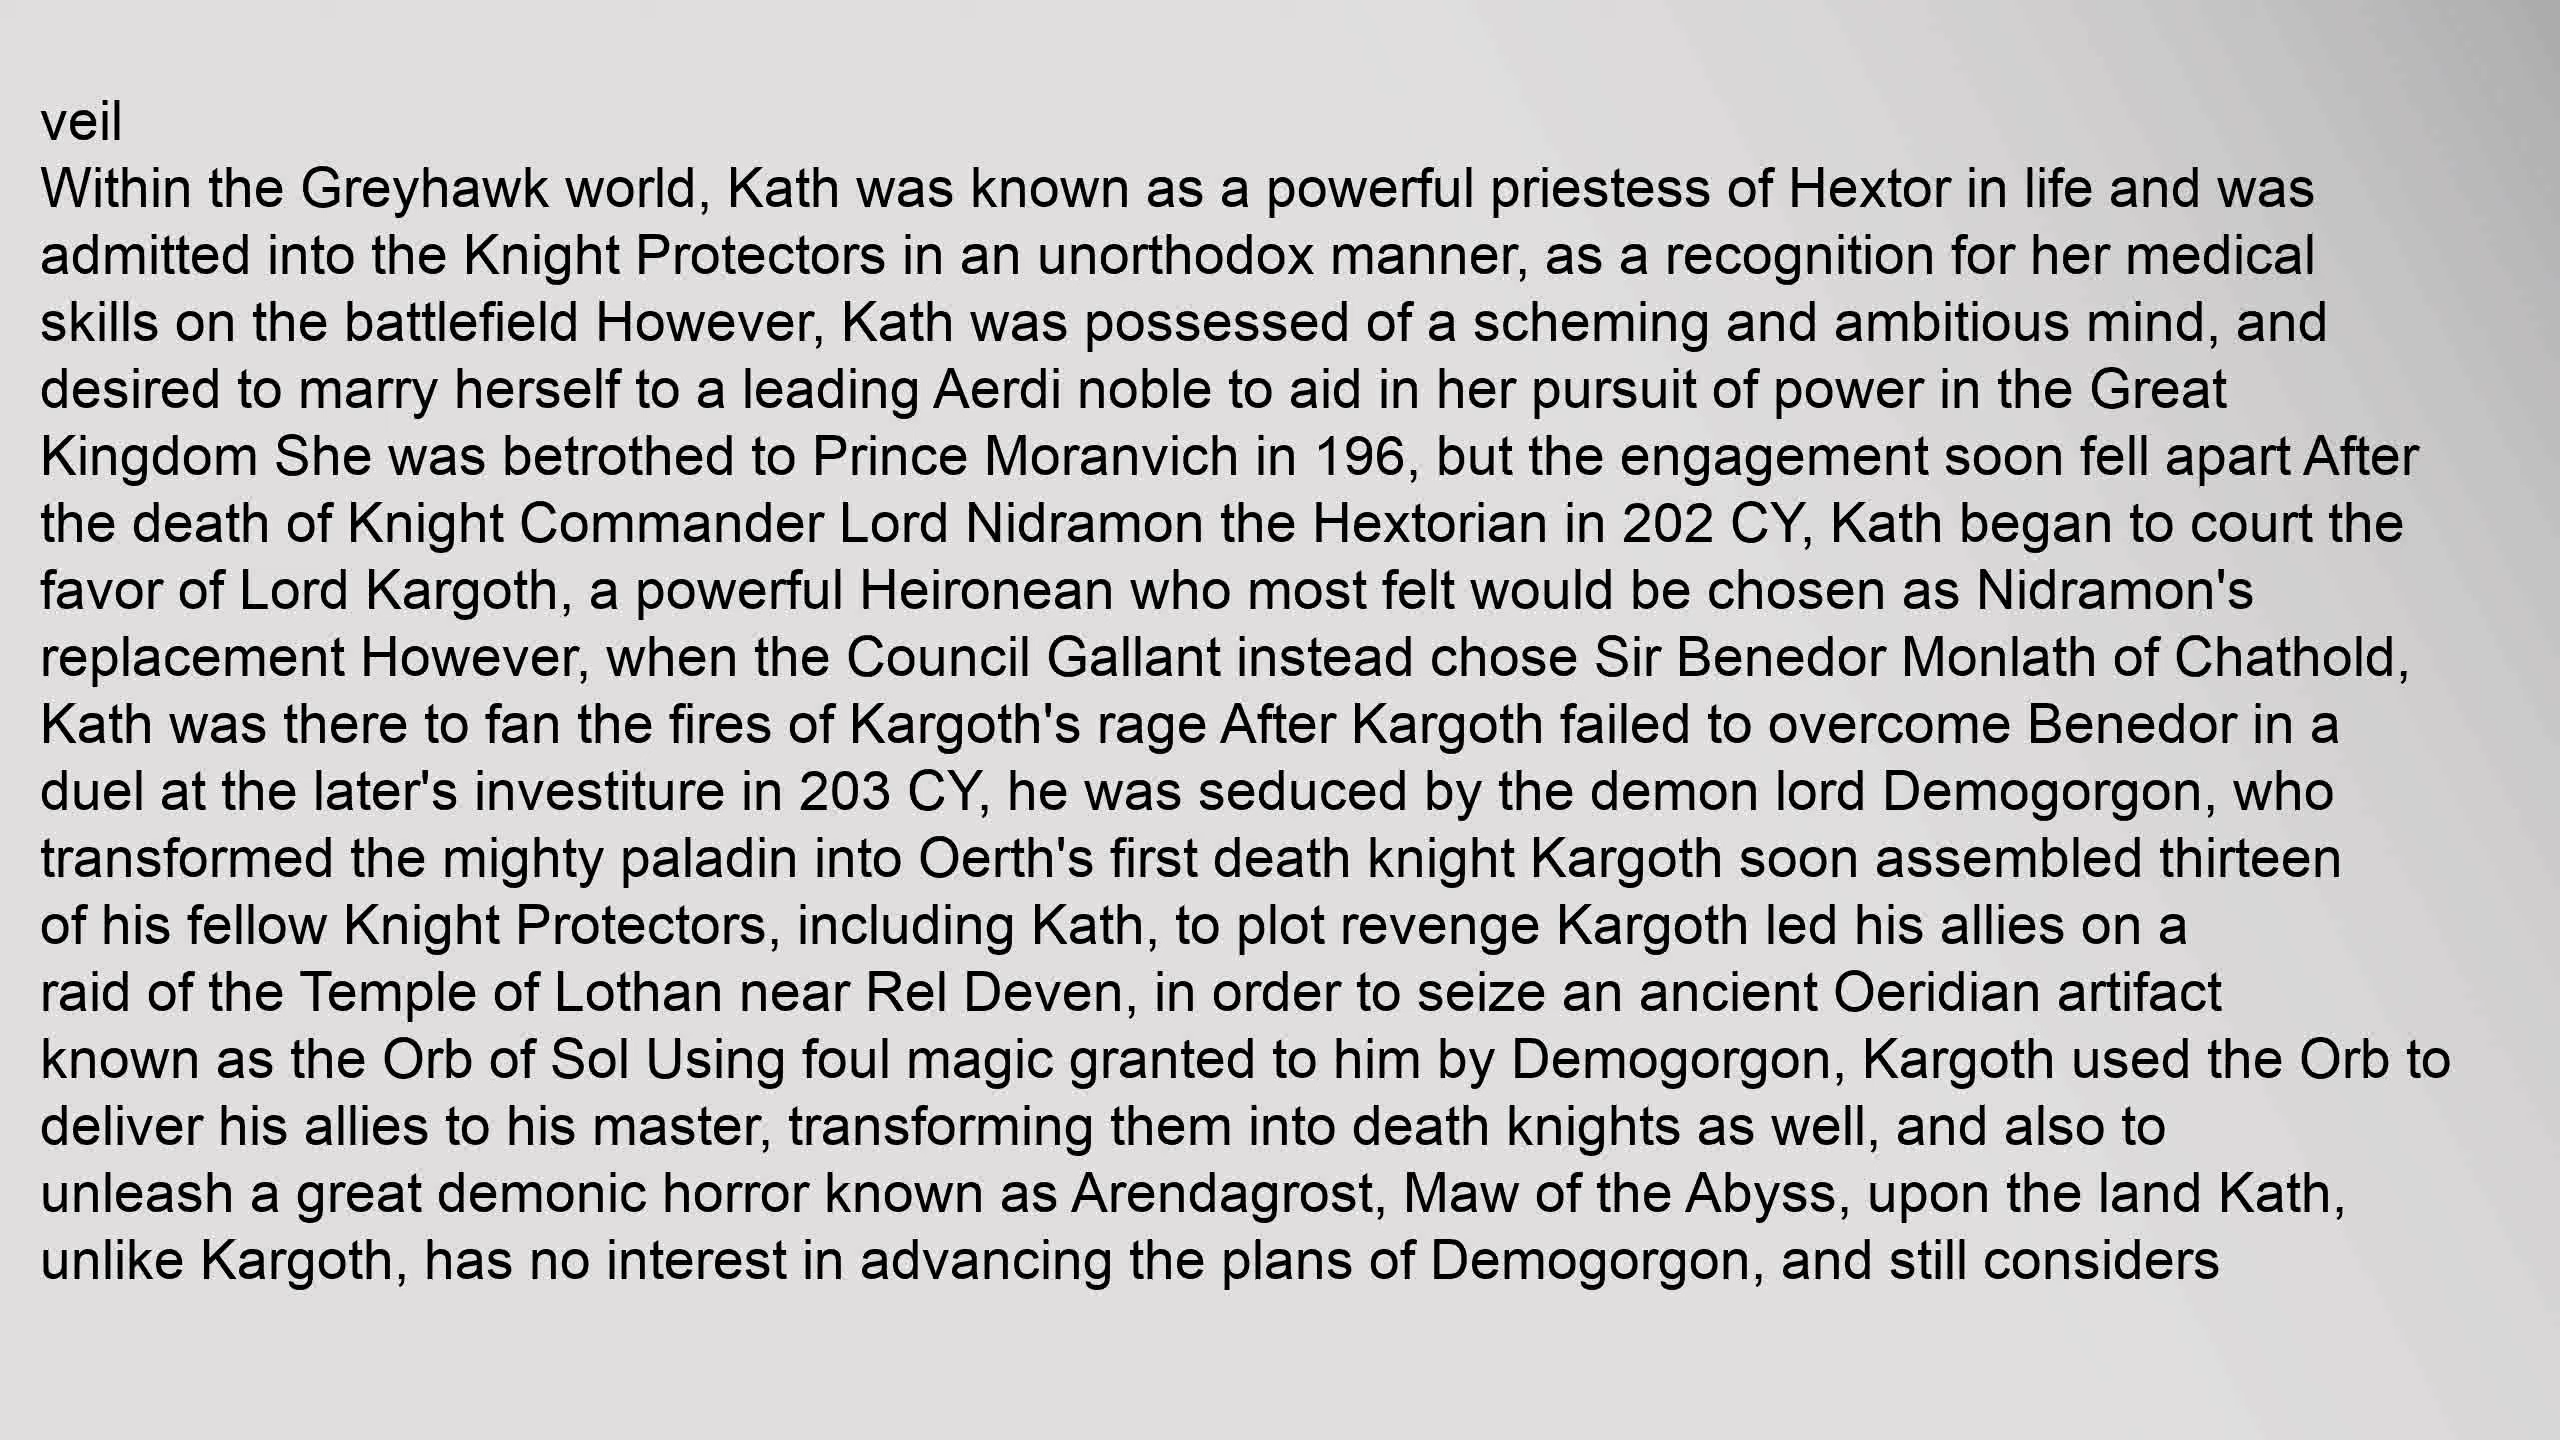 veil
Within the Greyhawk world, Kath was known as a powerful priestess of Hextor in life and was
admitted into the Knight Protectors in an unorthodox manner, as a recognition for her medical
skills on the battlefield However, Kath was possessed of a scheming and ambitious mind, and
desired to marry herself to a leading Aerdi noble to aid in her pursuit of power in the Great
Kingdom She was betrothed to Prince Moranvich in 196, but the engagement soon fell apart After
the death of Knight Commander Lord Nidramon the Hextorian in 202 CY, Kath began to court the
favor of Lord Kargoth, a powerful Heironean who most felt would be chosen as Nidramon's
replacement However, when the Council Gallant instead chose Sir Benedor Monlath of Chathold,
Kath was there to fan the fires of Kargoth's rage After Kargoth failed to overcome Benedor in a
duel at the later's investiture in 203 CY, he was seduced by the demon lord Demogorgon, who
transformed the mighty paladin into Oerth's first death knight Kargoth soon assembled thirteen
of his fellow Knight Protectors, including Kath, to plot revenge Kargoth led his allies on a
raid of the Temple of Lothan near Rel Deven, in order to seize an ancient Oeridian artifact
known as the Orb of Sol Using foul magic granted to him by Demogorgon, Kargoth used the Orb to
deliver his allies to his master, transforming them into death knights as well, and also to
unleash a great demonic horror known as Arendagrost, Maw of the Abyss, upon the land Kath,
unlike Kargoth, has no interest in advancing the plans of Demogorgon, and still considers